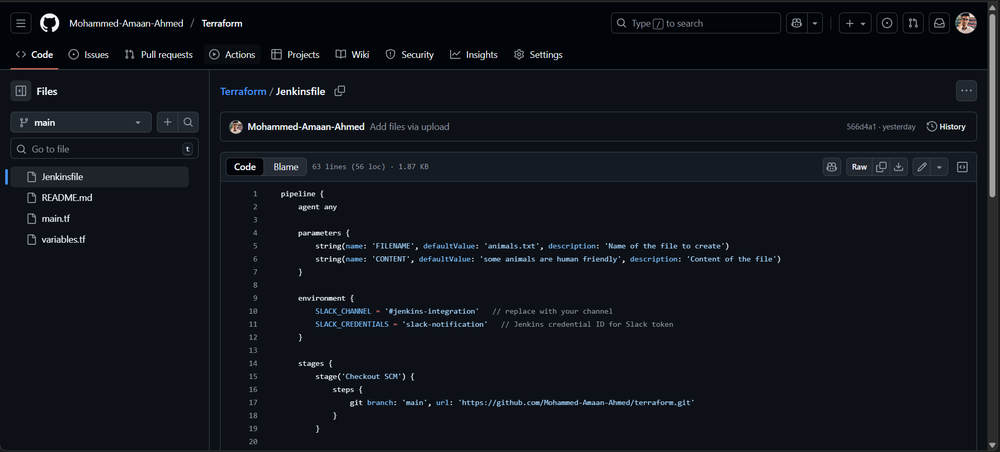 Mohammed-Amaan-Ahmed / Terraform
Type / to search
Code Issues Pull requests Actions Projects Wiki Security Insights Settings
Files
main
Go to file t
Jenkinsfile
README.md
main.tf
variables.tf
Terraform / Jenkinsfile
Mohammed-Amaan-Ahmed Add files via upload 566d4a1 · yesterday History
Code Blame 63 lines (56 loc) · 1.87 KB Raw
1 pipeline {
2     agent any
3
4     parameters {
5         string(name: 'FILENAME', defaultValue: 'animals.txt', description: 'Name of the file to create')
6         string(name: 'CONTENT', defaultValue: 'some animals are human friendly', description: 'Content of the file')
7     }
8
9     environment {
10         SLACK_CHANNEL = '#jenkins-integration'   // replace with your channel
11         SLACK_CREDENTIALS = 'slack-notification'   // Jenkins credential ID for Slack token
12     }
13
14     stages {
15         stage('Checkout SCM') {
16             steps {
17                 git branch: 'main', url: 'https://github.com/Mohammed-Amaan-Ahmed/terraform.git'
18             }
19         }
20